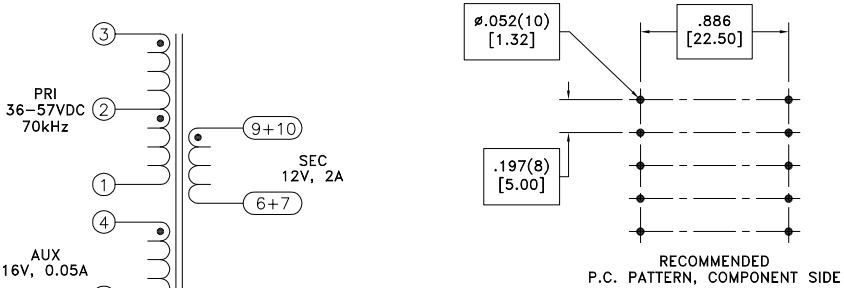 3
PRI
36–57VDC
70kHz
2
1
4
AUX
16V, 0.05A
9+10
SEC
12V, 2A
6+7
ø.052(10)
[1.32]
.886
[22.50]
.197(8)
[5.00]
RECOMMENDED
P.C. PATTERN, COMPONENT SIDE